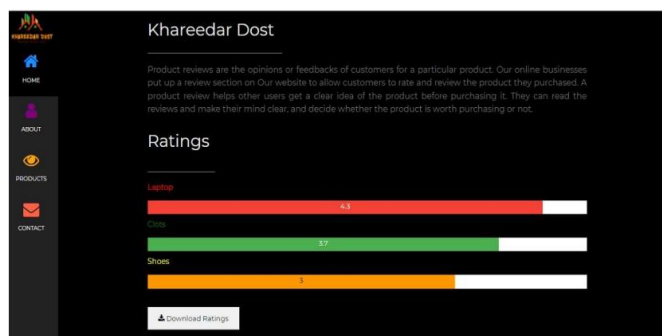 KHAREEDAR DOST
HOME
ABOUT
PRODUCTS
CONTACT
Khareedar Dost
Product reviews are the opinions or feedbacks of customers for a particular product. Our online businesses
put up a review section on Our website to allow customers to rate and review the product they purchased. A
product review helps other users get a clear idea of the product before purchasing it. They can read the
reviews and make their mind clear, and decide whether the product is worth purchasing or not.
Ratings
Laptop
4.3
Clots
3.7
Shoes
3
Download Ratings